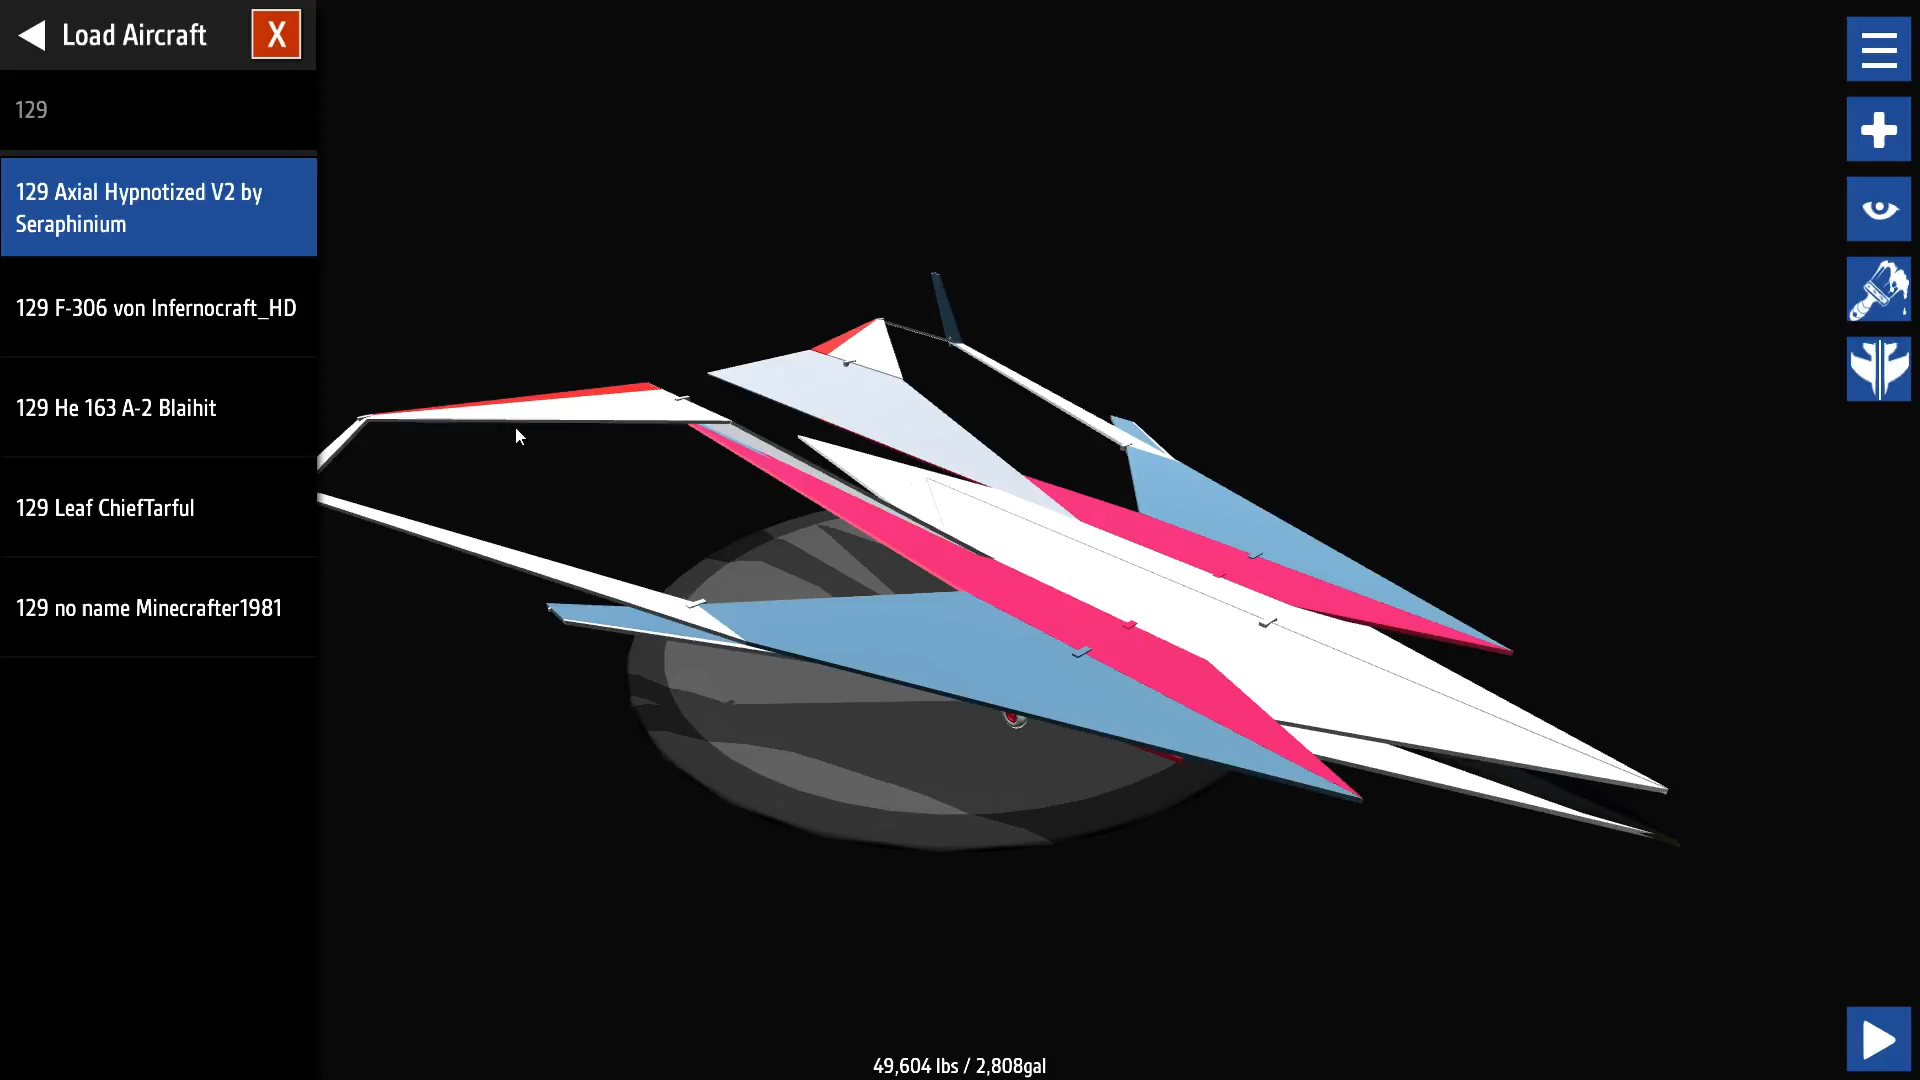 Load Aircraft
X
129
129 Axial Hypnotized V2 by
Seraphinium
129 F-306 von Infernocraft_HD
129 He 163 A-2 Blaihit
129 Leaf ChiefTarful
129 no name Minecrafter1981
49,604 lbs / 2,808gal